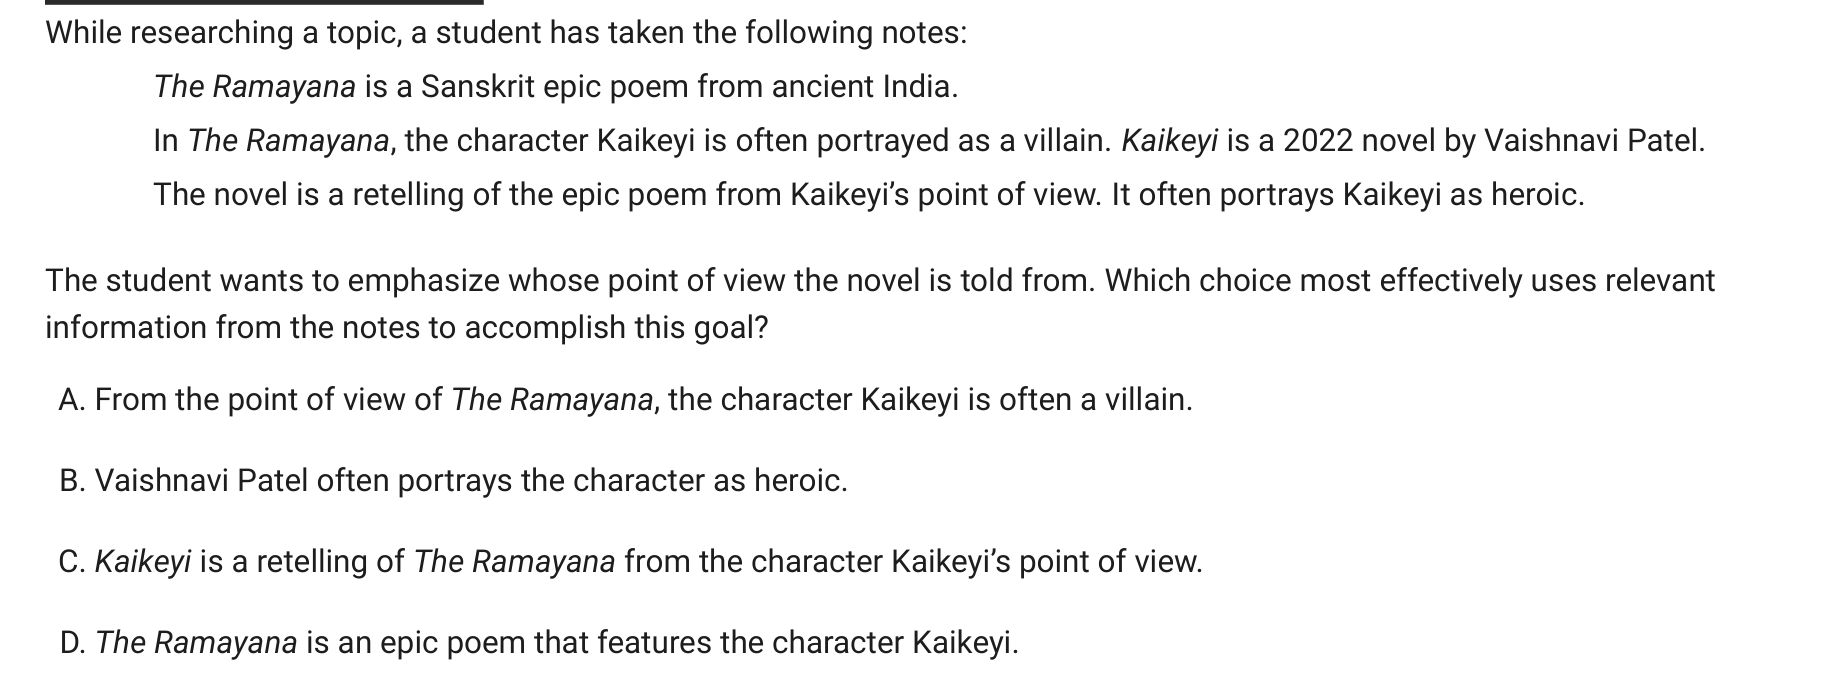 While researching a topic, a student has taken the following notes:
The Ramayana is a Sanskrit epic poem from ancient India.
In The Ramayana, the character Kaikeyi is often portrayed as a villain. Kaikeyi is a 2022 novel by Vaishnavi Patel.
The novel is a retelling of the epic poem from Kaikeyi’s point of view. It often portrays Kaikeyi as heroic.
The student wants to emphasize whose point of view the novel is told from. Which choice most effectively uses relevant
information from the notes to accomplish this goal?
A. From the point of view of The Ramayana, the character Kaikeyi is often a villain.
B. Vaishnavi Patel often portrays the character as heroic.
C. Kaikeyi is a retelling of The Ramayana from the character Kaikeyi’s point of view.
D. The Ramayana is an epic poem that features the character Kaikeyi.